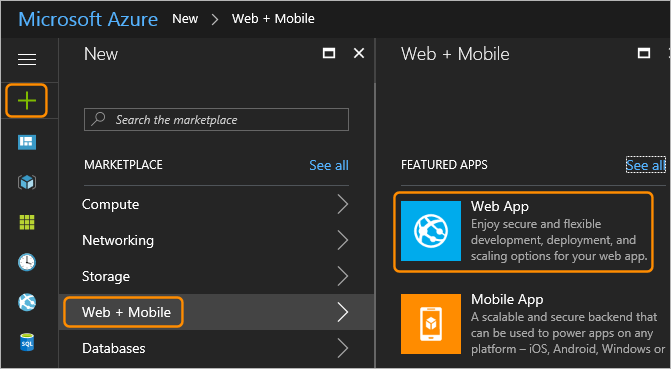 Microsoft Azure New > Web + Mobile
New
Search the marketplace
MARKETPLACE See all
Compute
Networking
Storage
Web + Mobile
Databases
Web + Mobile
FEATURED APPS See all
Web App
Enjoy secure and flexible
development, deployment, and
scaling options for your web app.
Mobile App
A scalable and secure backend that
can be used to power apps on any
platform – iOS, Android, Windows or
SQL